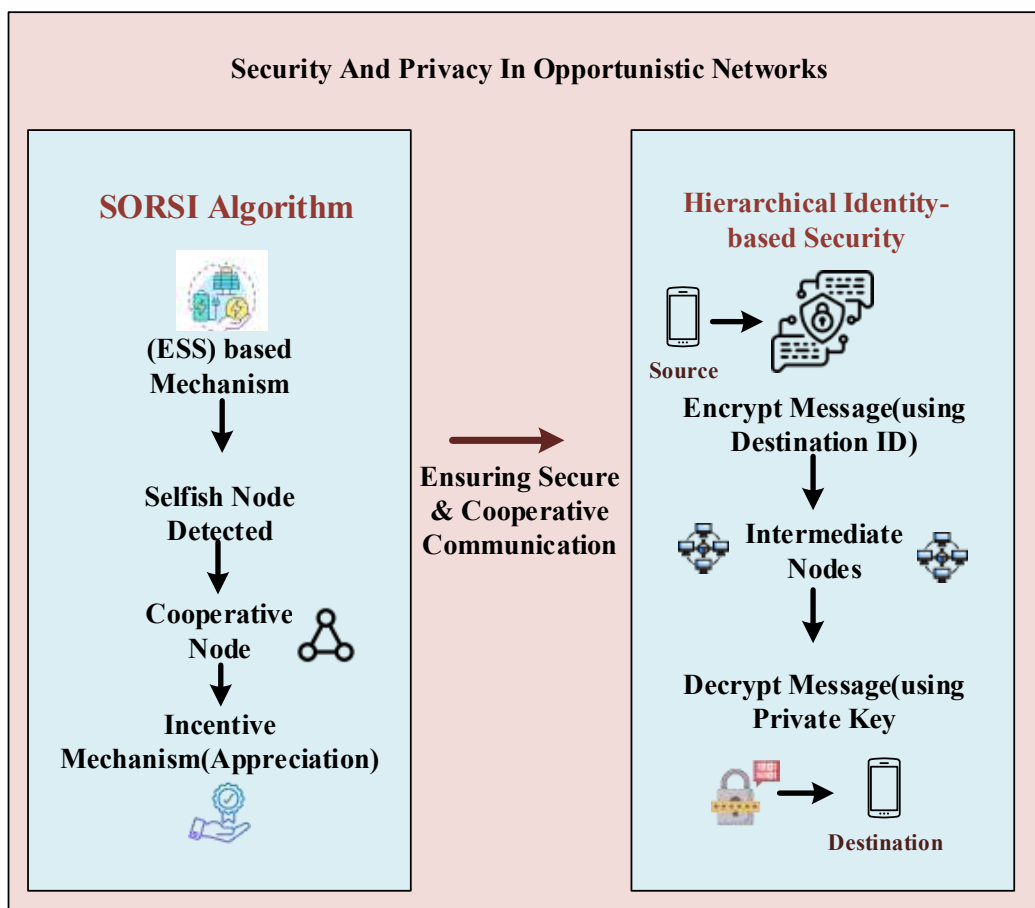 Security And Privacy In Opportunistic Networks
SORSI Algorithm
(ESS) based
Mechanism
Selfish Node
Detected
Cooperative
Node
Incentive
Mechanism(Appreciation)
Ensuring Secure
& Cooperative
Communication
Hierarchical Identity-
based Security
Source
Encrypt Message(using
Destination ID)
Intermediate
Nodes
Decrypt Message(using
Private Key
Destination